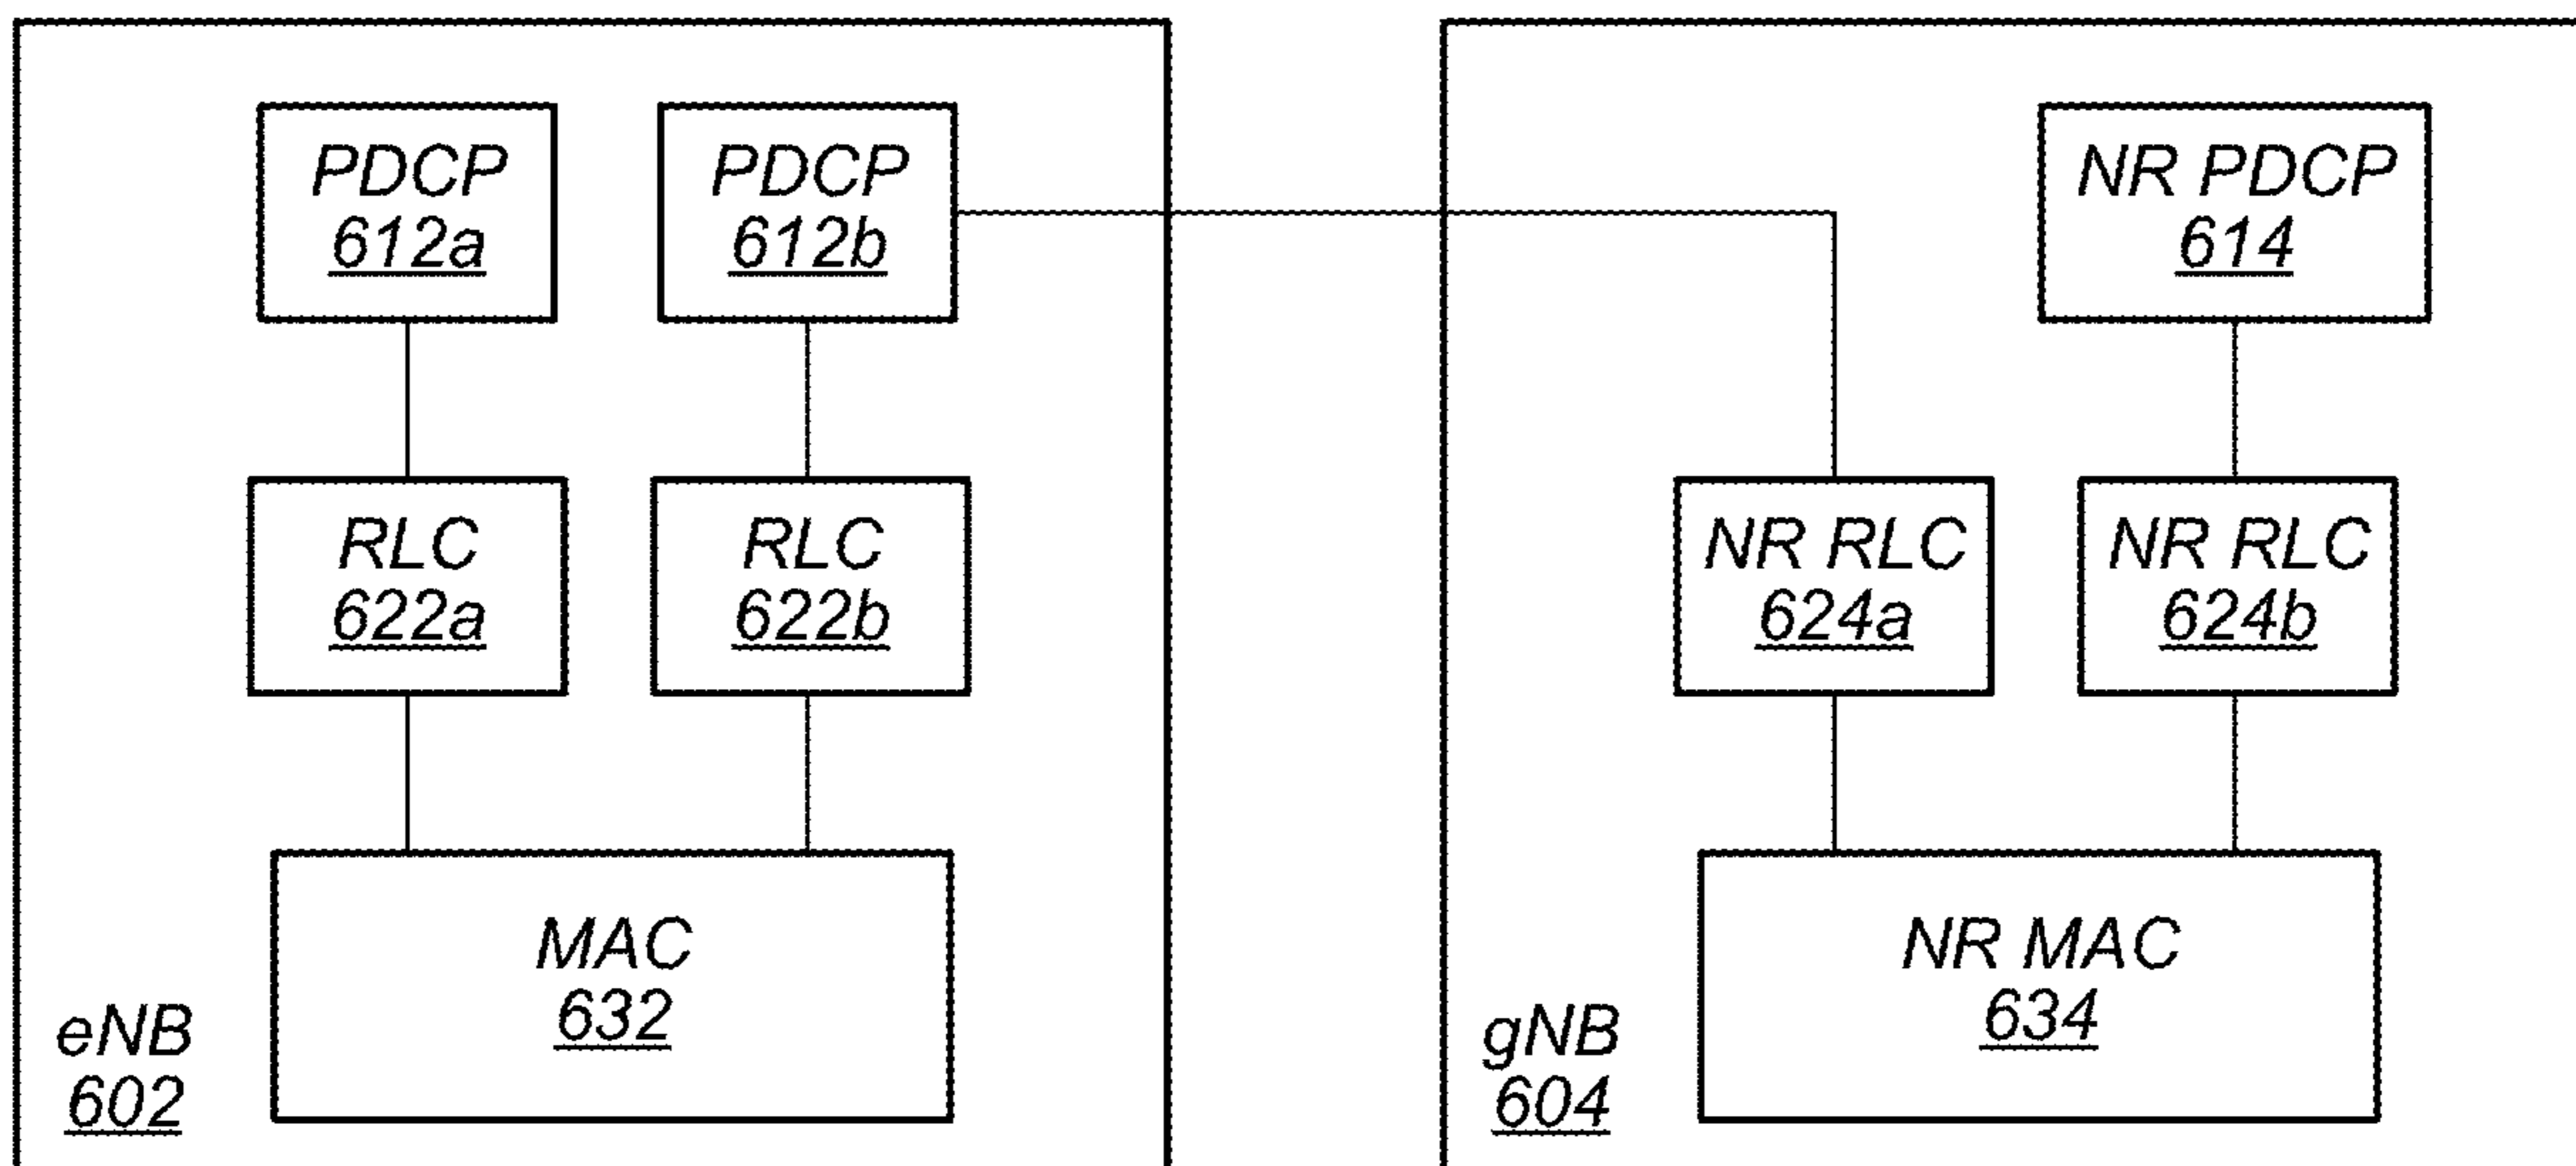 PDCP
612a
PDCP
612b
NR PDCP
614
RLC
622a
RLC
622b
NR RLC
624a
NR RLC
624b
MAC
632
NR MAC
634
eNB
602
gNB
604